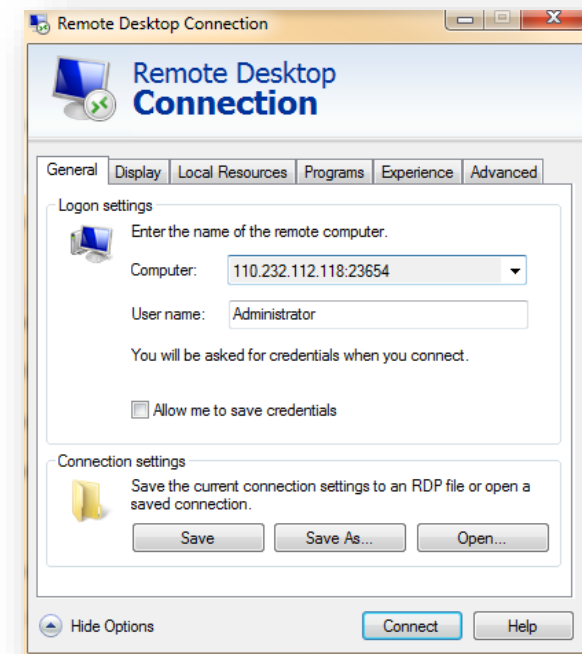 Remote Desktop Connection
Remote Desktop
Connection
General Display Local Resources Programs Experience Advanced
Logon settings
Enter the name of the remote computer.
Computer: 110.232.112.118:23654
User name: Administrator
You will be asked for credentials when you connect.
Allow me to save credentials
Connection settings
Save the current connection settings to an RDP file or open a
saved connection.
Save Save As... Open...
Hide Options Connect Help